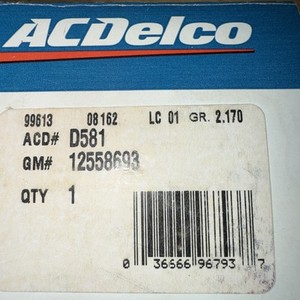 ACDelco
99613 08162 LC 01 GR. 2.170
ACD# D581
GM# 12558693
QTY 1
0 36666 96793 7